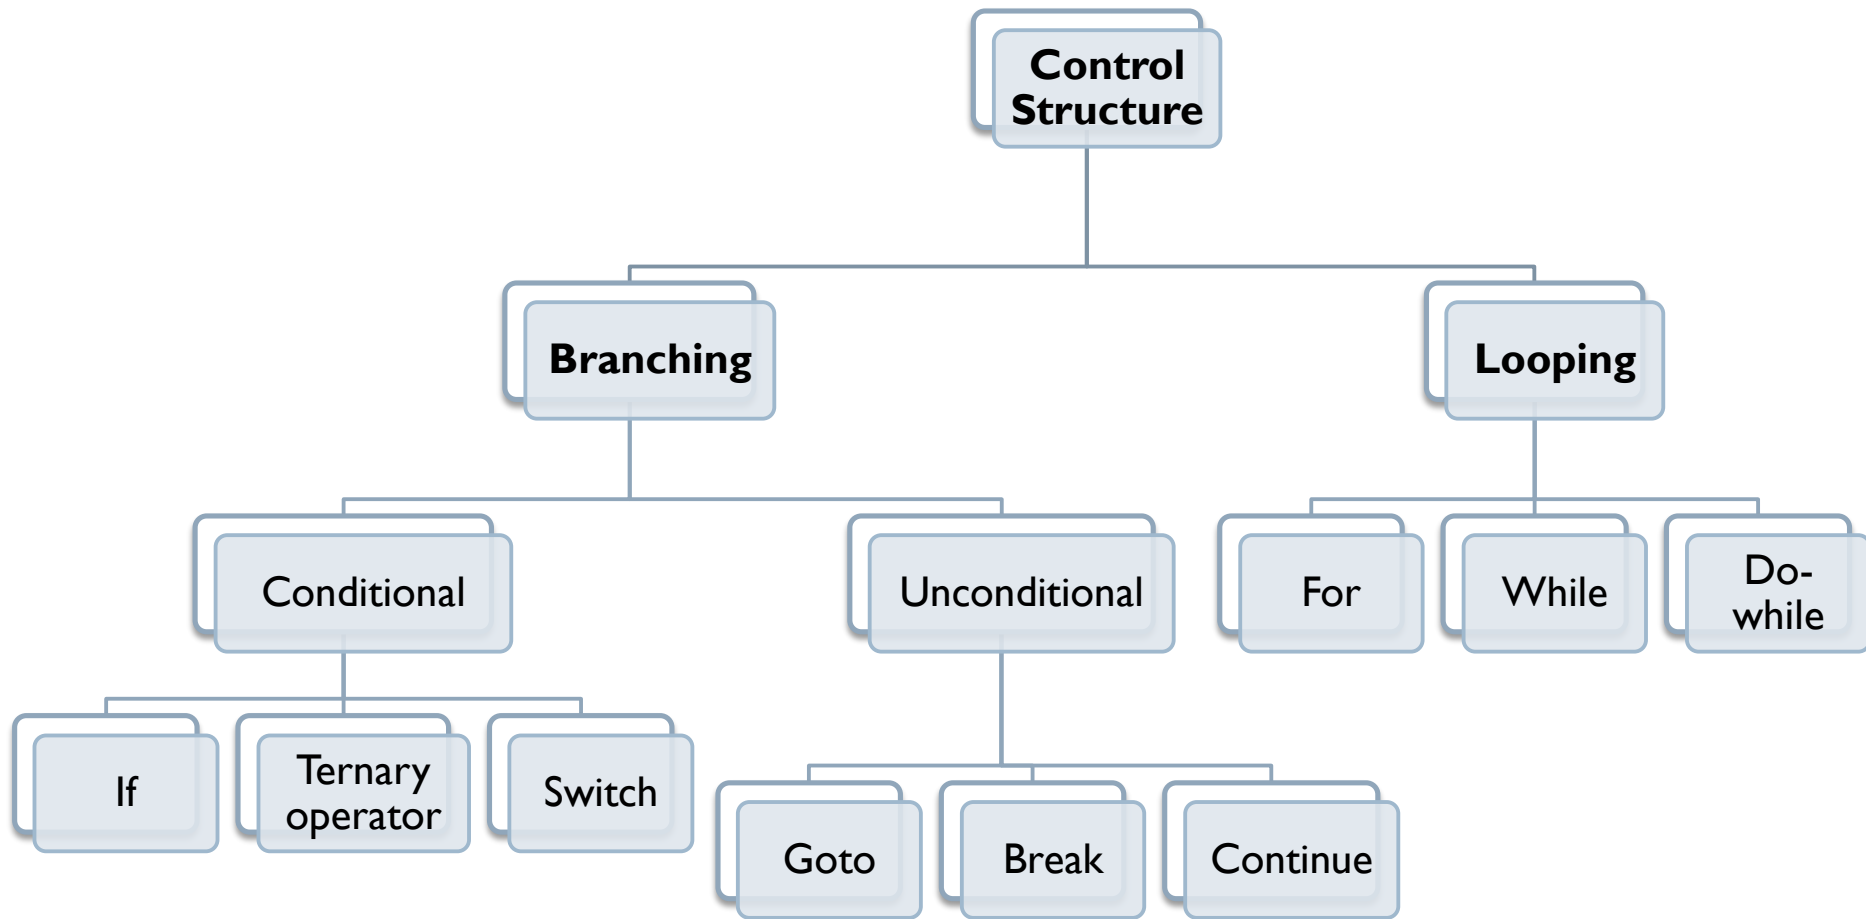 Control
Structure
Branching
Looping
Conditional
Unconditional
For
While
Do-
while
If
Ternary
operator
Switch
Goto
Break
Continue